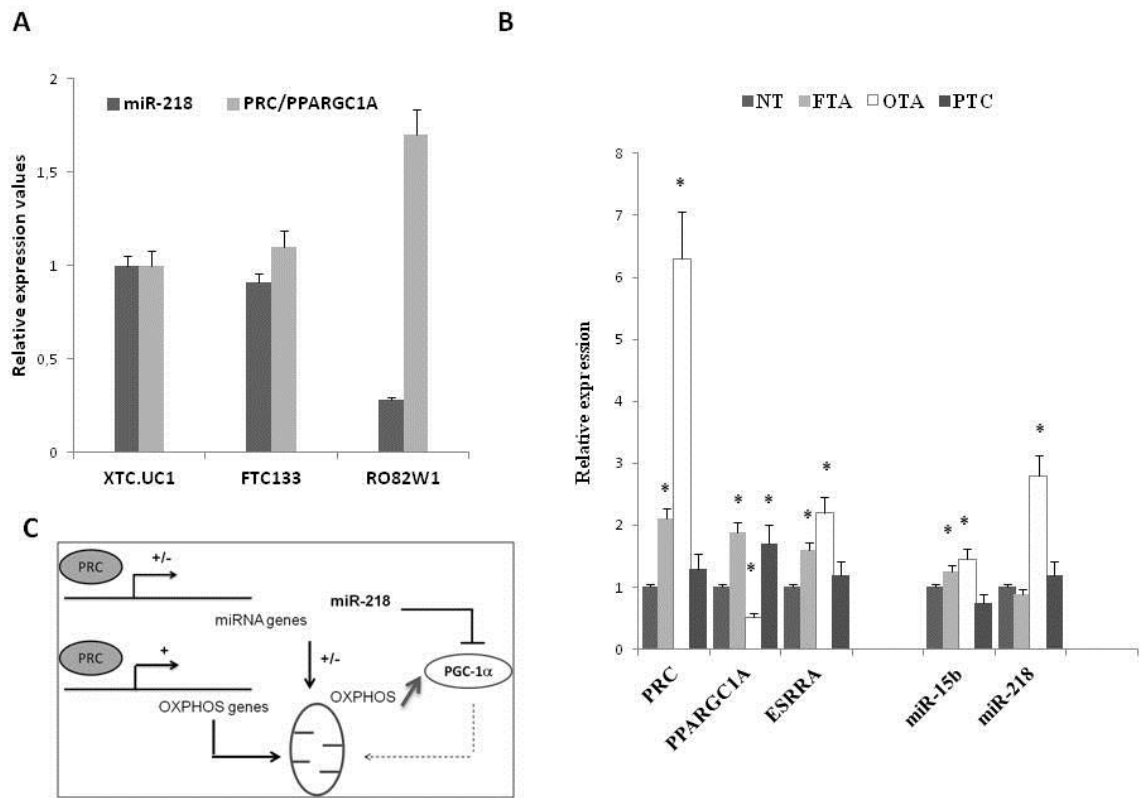 A
Relative expression values
miR-218 PRC/PPARGC1A
2
1,5
1
0,5
0
XTC.UC1 FTC133 RO82W1
B
NT FTA OTA PTC
Relative expression
8
7
6
5
4
3
2
1
0
* * * * * * * * * *
PRC PPARGC1A ESRRA miR-15b miR-218
C
PRC +/-
miRNA genes
miR-218
PRC +
OXPHOS genes
+/-
OXPHOS
PGC-1α